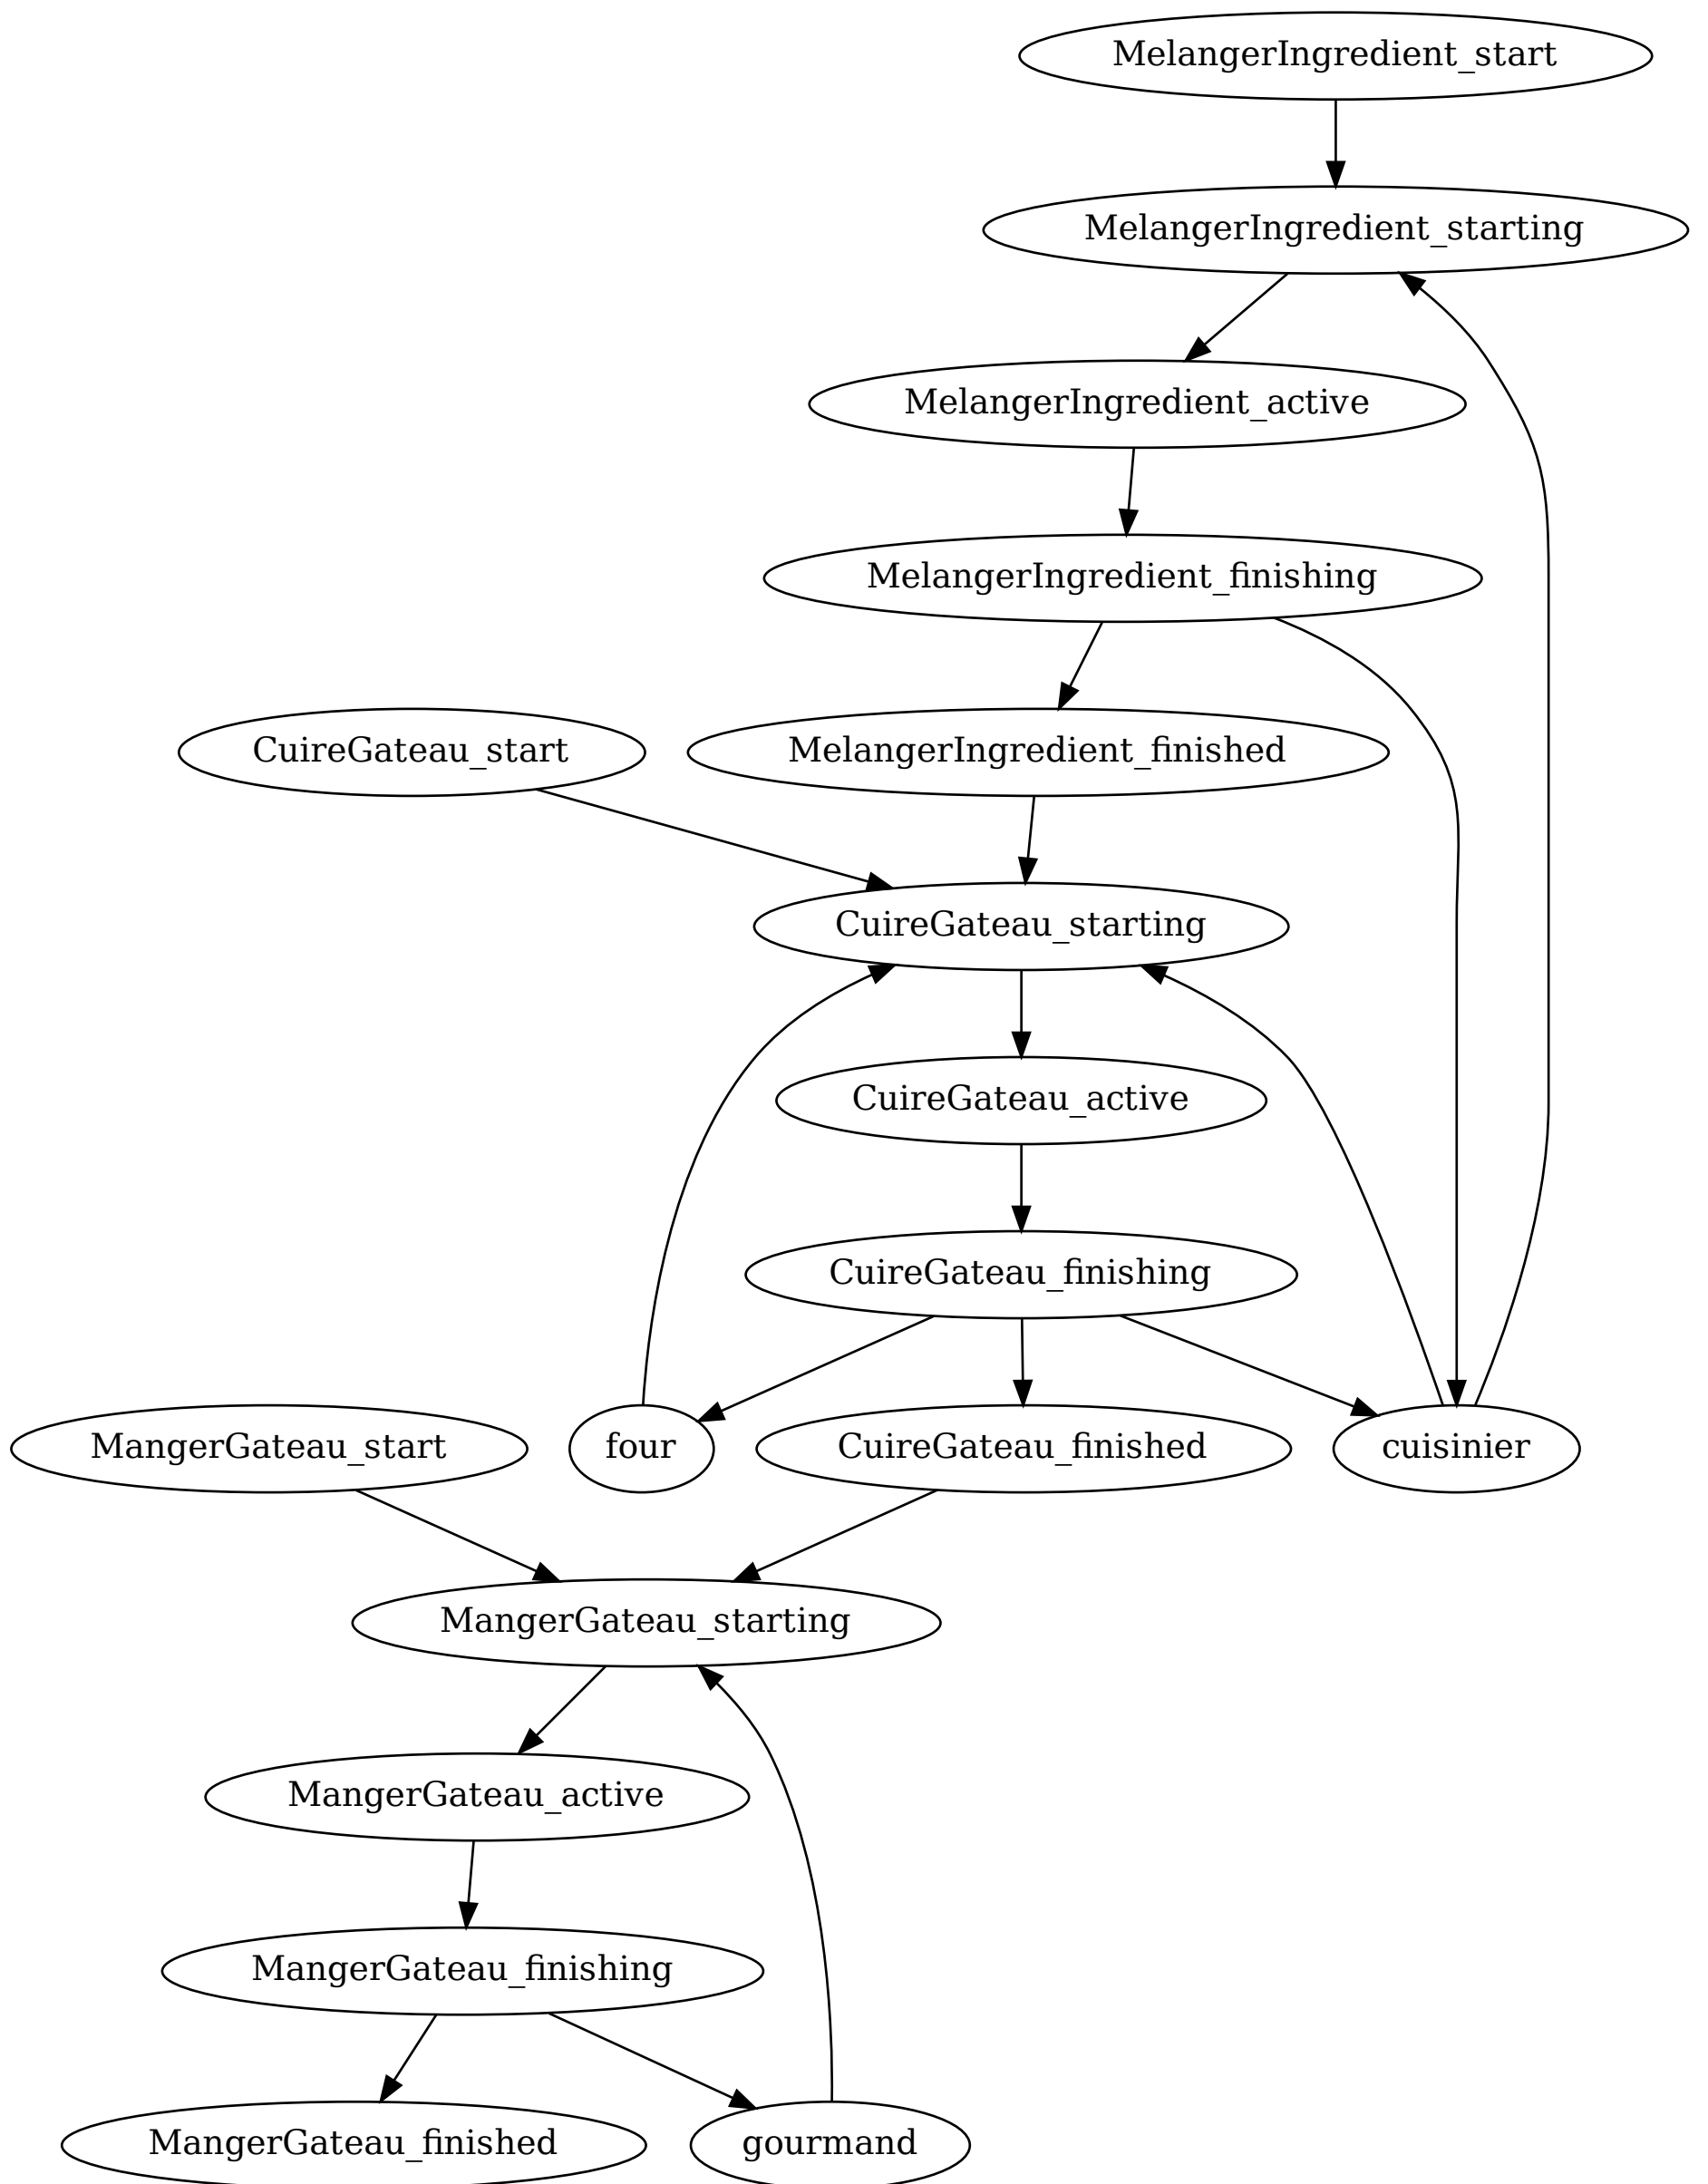 MelangerIngredient_start
MelangerIngredient_starting
MelangerIngredient_active
MelangerIngredient_finishing
CuireGateau_start
MelangerIngredient_finished
CuireGateau_starting
CuireGateau_active
CuireGateau_finishing
MangerGateau_start
four
CuireGateau_finished
cuisinier
MangerGateau_starting
MangerGateau_active
MangerGateau_finishing
MangerGateau_finished
gourmand